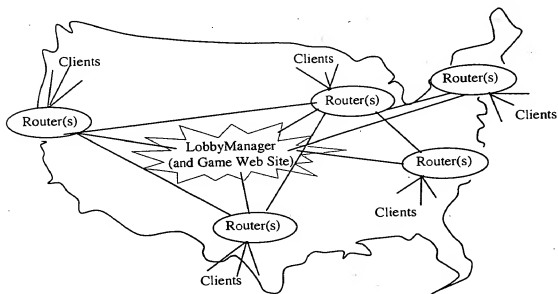 Clients
Clients
Router(s)
Router(s)
Clients
Router(s)
LobbyManager
(and Game Web Site)
Router(s)
Clients
Router(s)
Clients